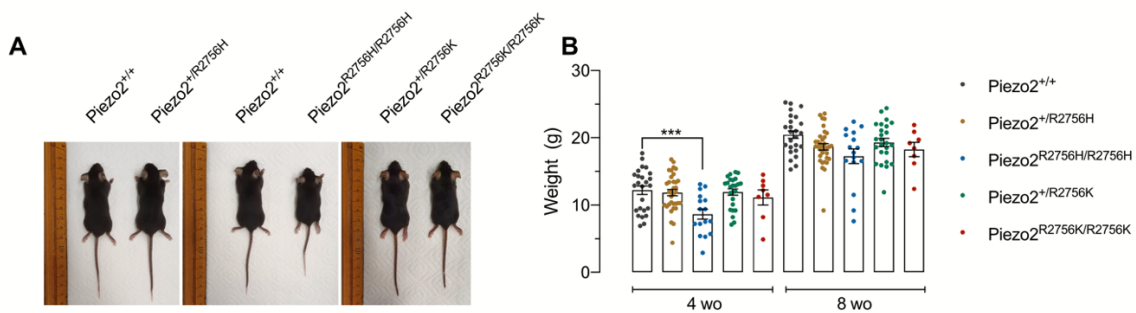 A
Piezo2+/+
Piezo2+/R2756H
Piezo2+/+
Piezo2R2756H/R2756H
Piezo2+/R2756K
Piezo2R2756K/R2756K
B
Weight (g)
30
20
10
0
***
4 wo
8 wo
Piezo2+/+
Piezo2+/R2756H
Piezo2R2756H/R2756H
Piezo2+/R2756K
Piezo2R2756K/R2756K